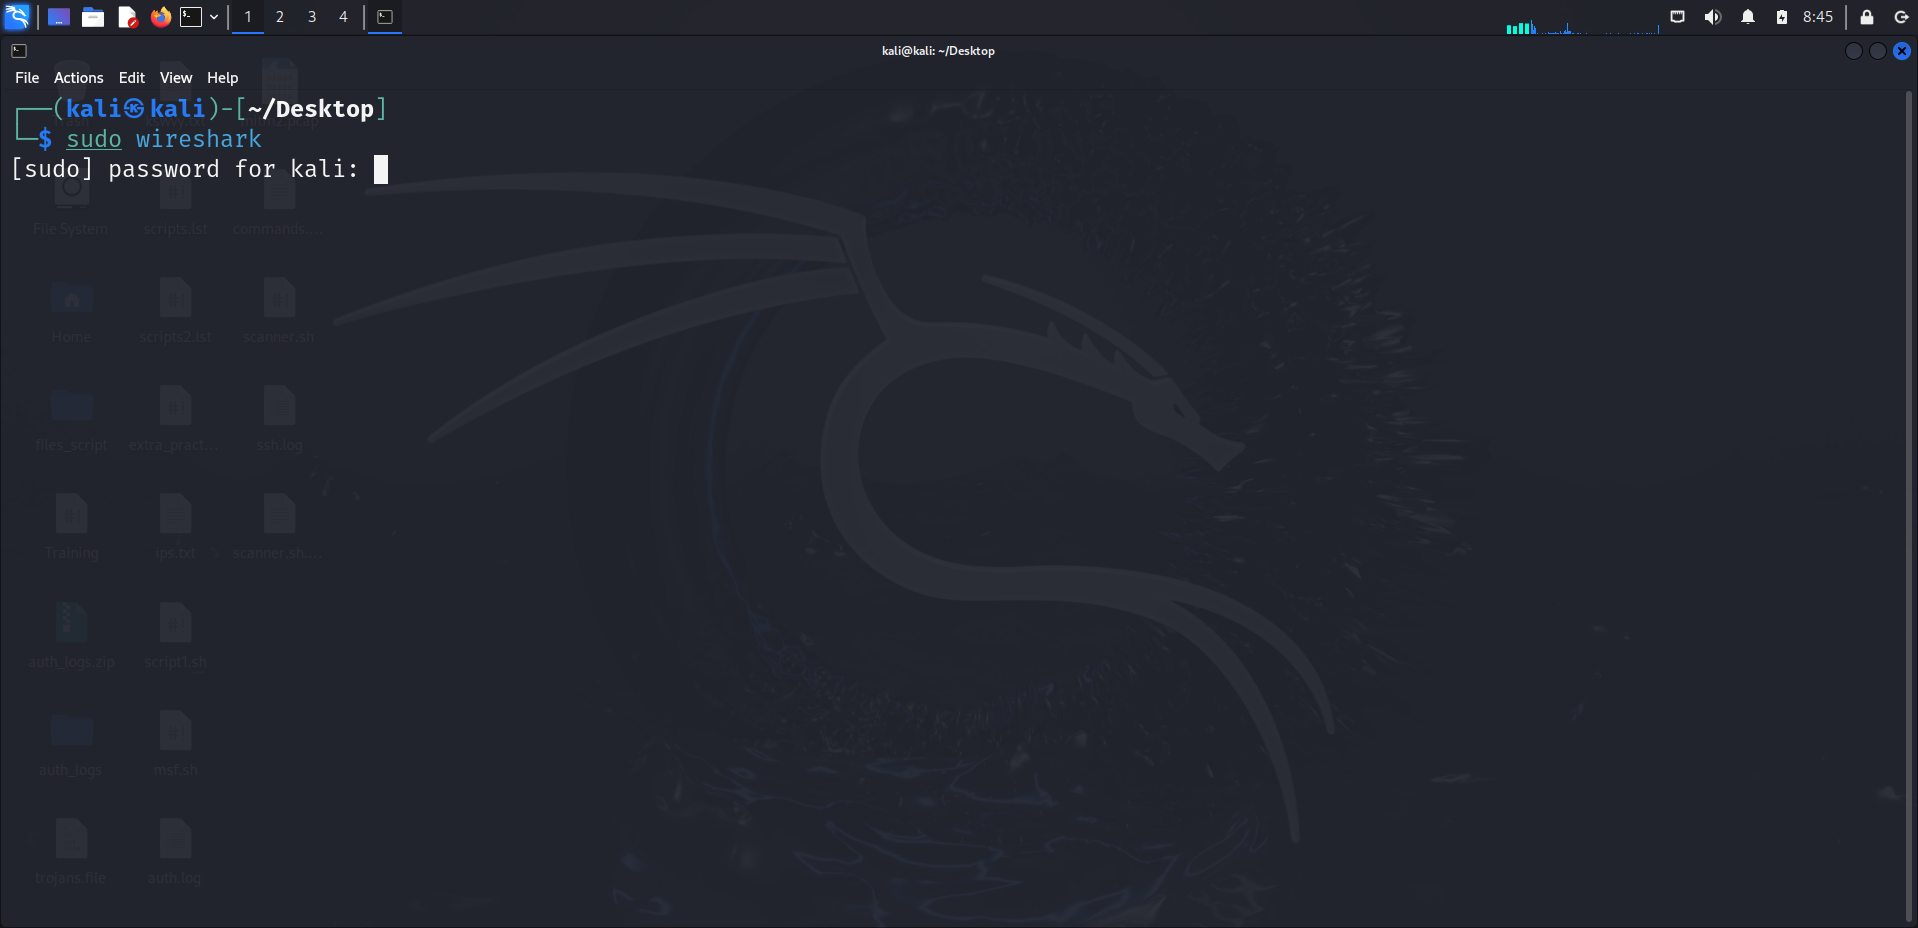 1 2 3 4
8:45
kali@kali: ~/Desktop
File Actions Edit View Help
(kali㉿kali)-[~/Desktop]
$ sudo wireshark
[sudo] password for kali:
File System scripts.lst commands....
Home scripts2.lst scanner.sh
files_script extra_pract... ssh.log
Training ips.txt scanner.sh....
auth_logs.zip script1.sh
auth_logs msf.sh
trojans.file auth.log